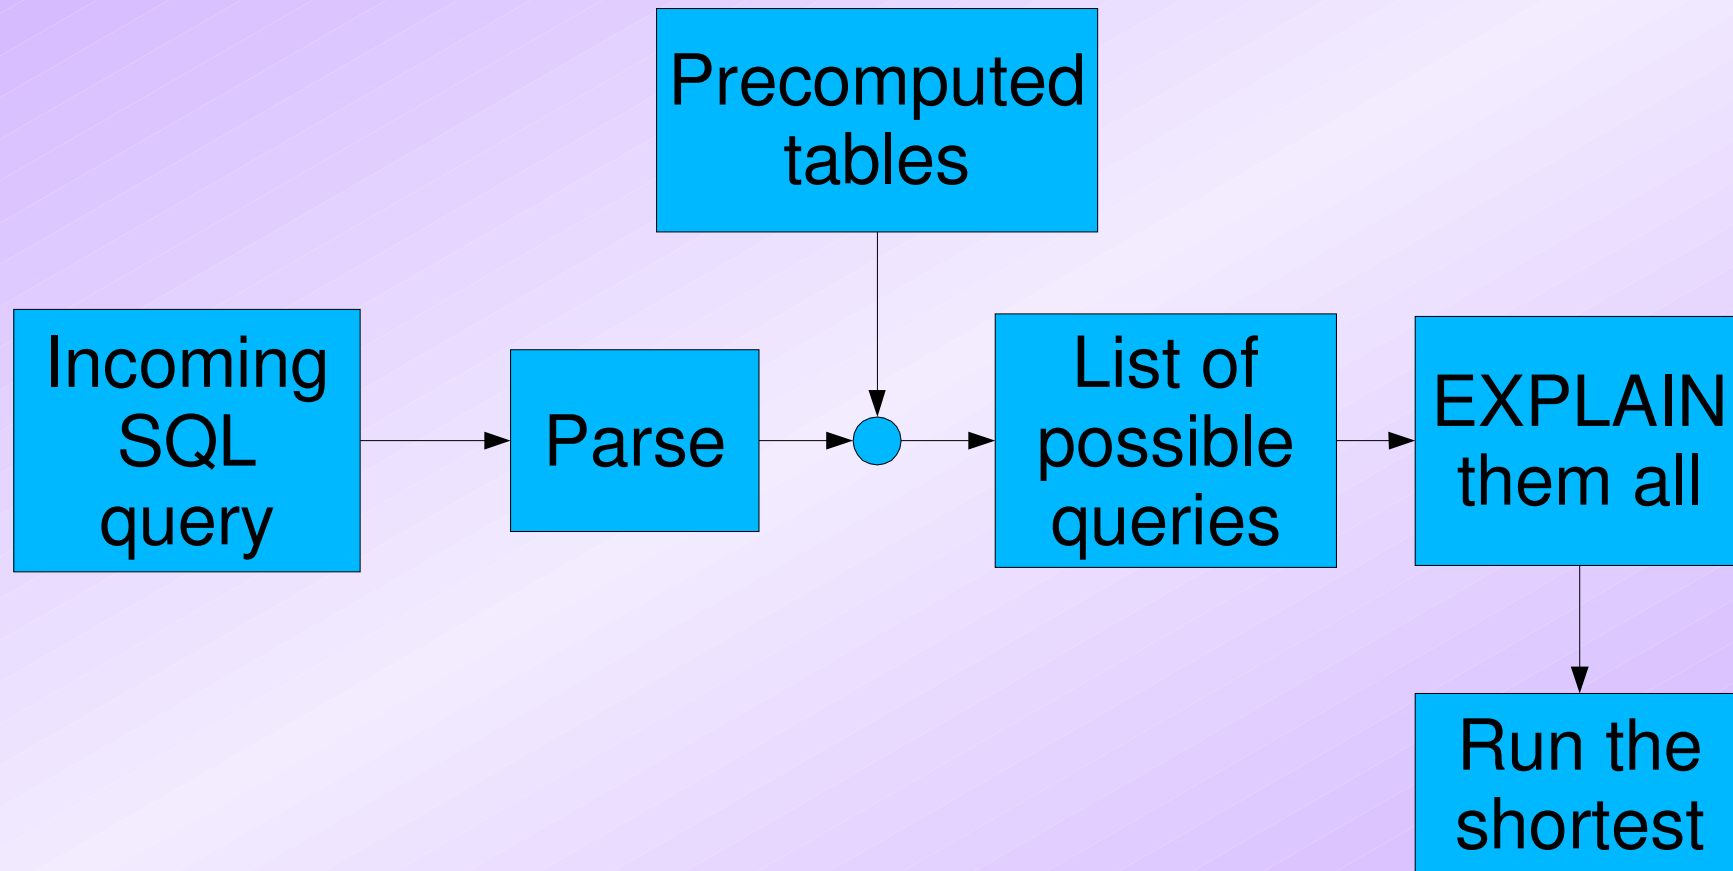 Precomputed
tables
Incoming
SQL
query
Parse
List of
possible
queries
EXPLAIN
them all
Run the
shortest